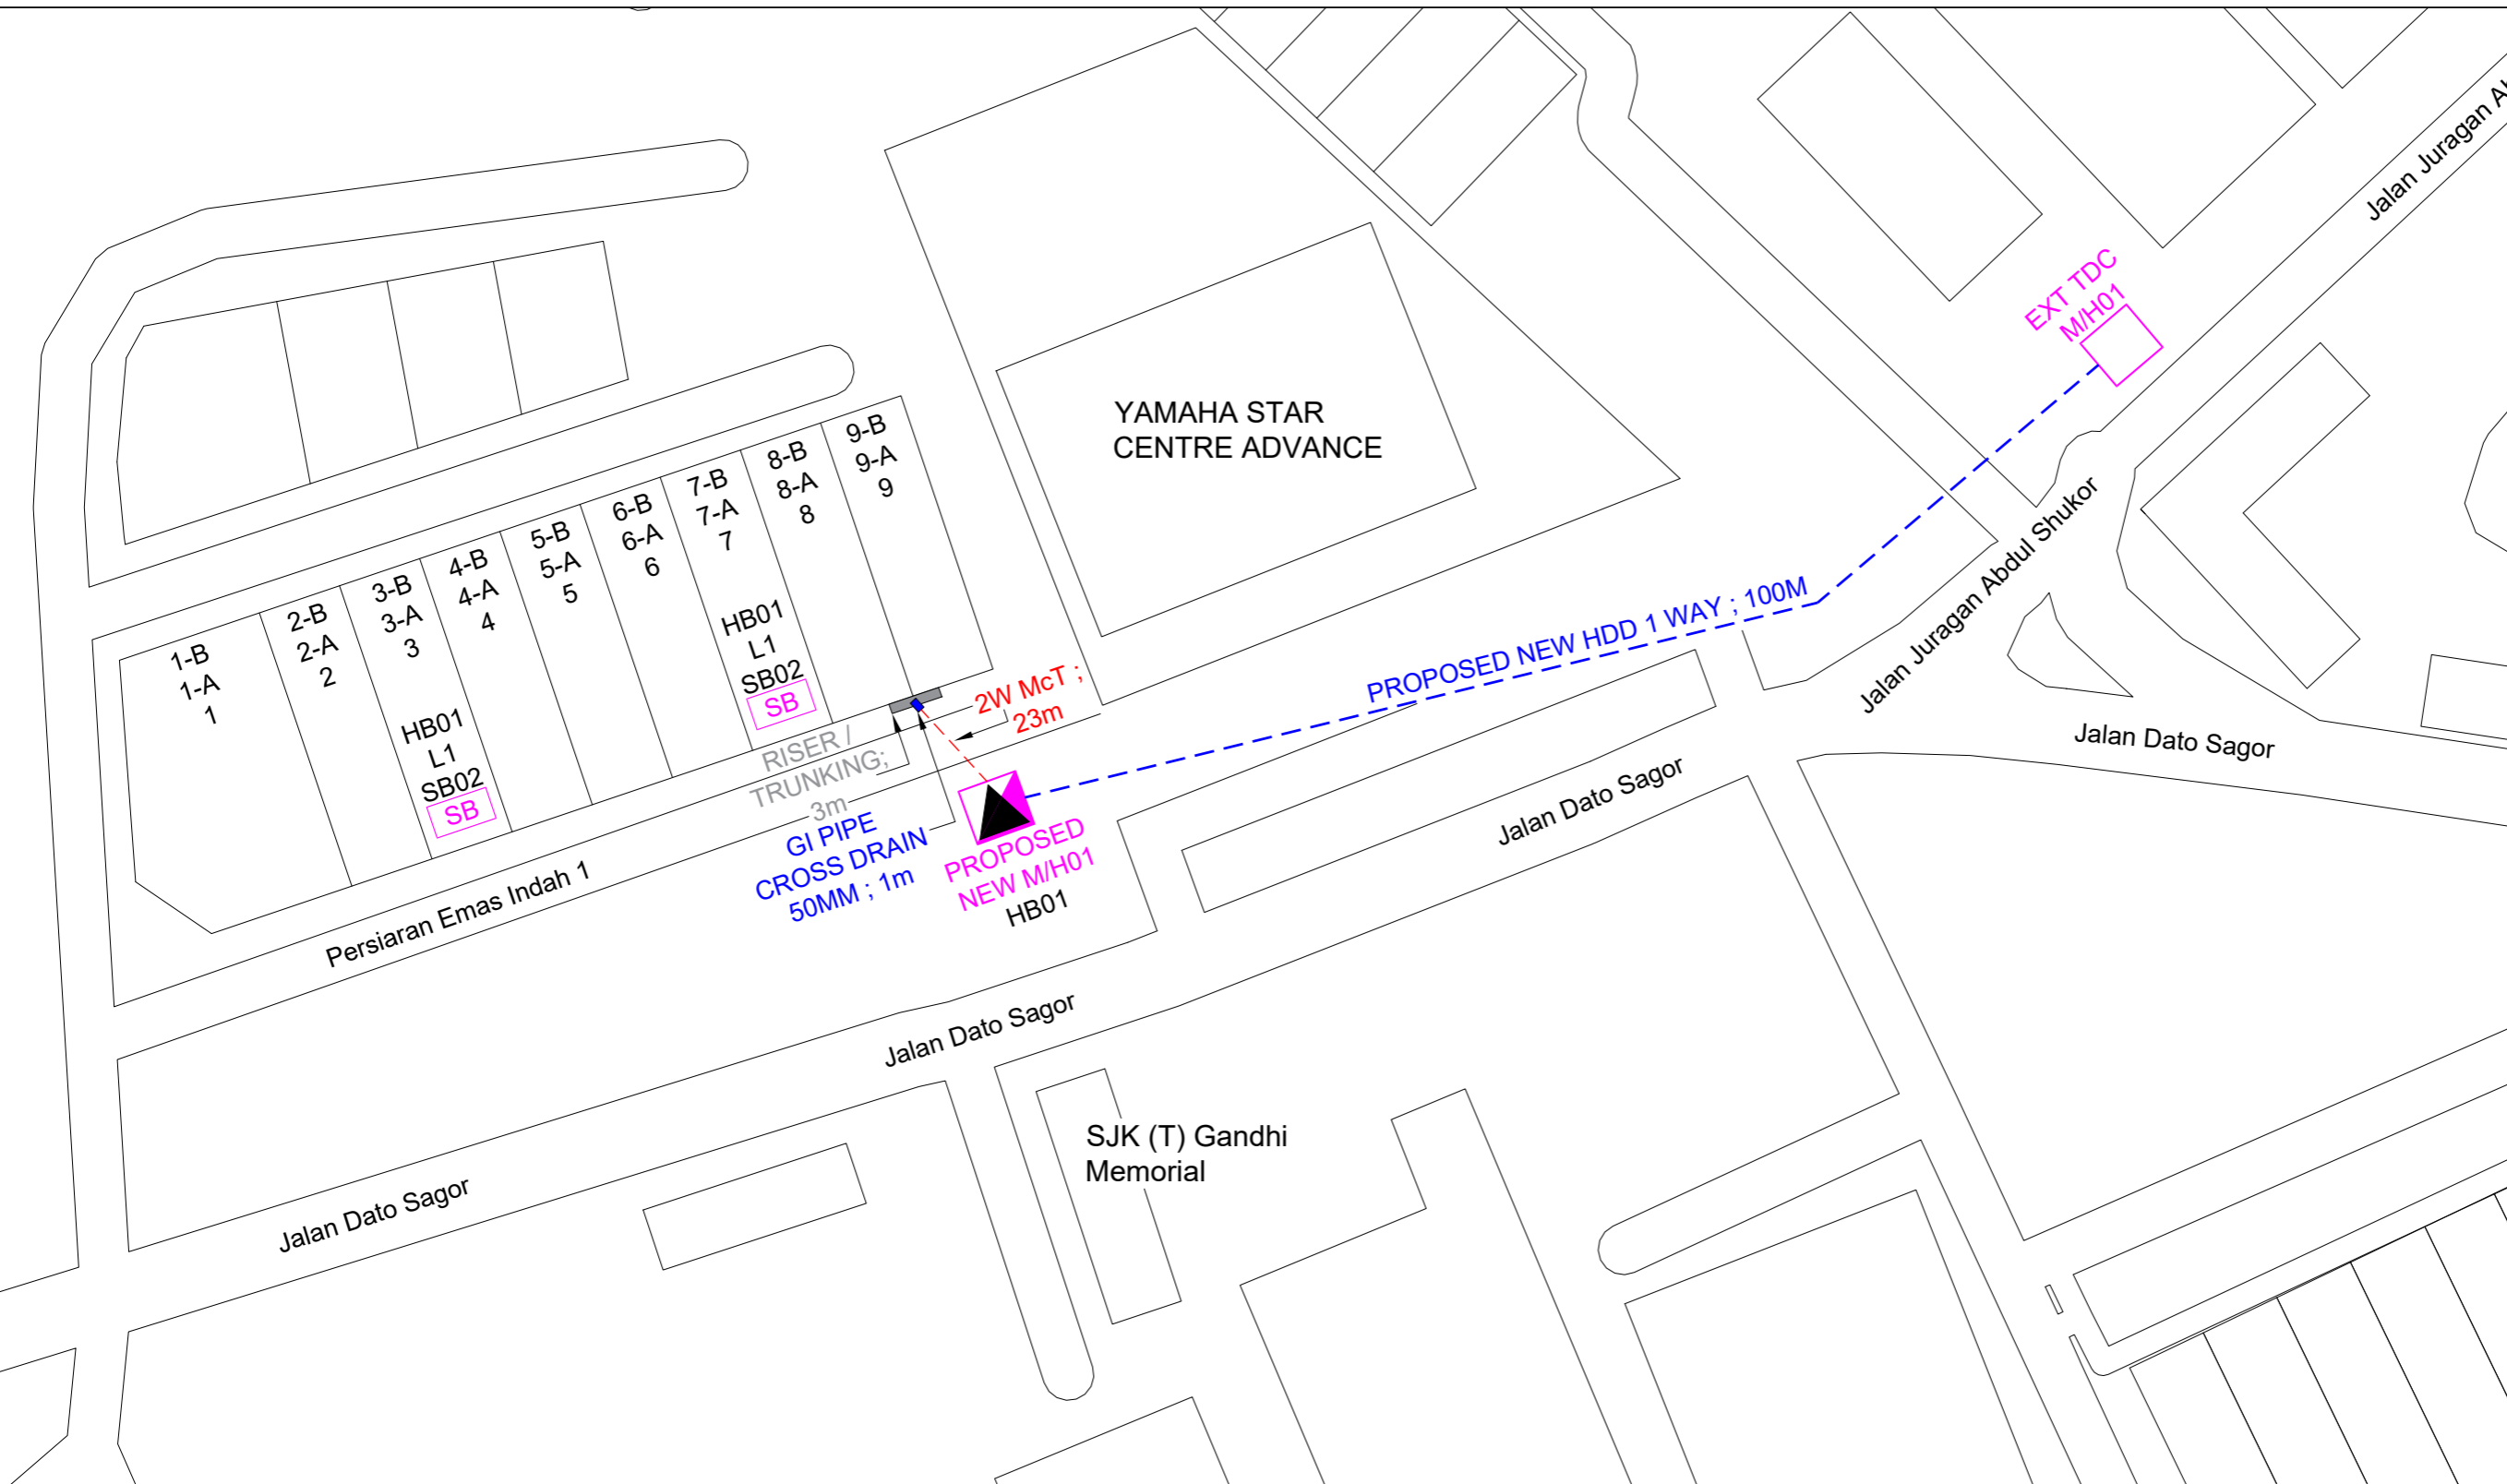 Jalan Juragan Ab
EXT TDC
M/H01
YAMAHA STAR
CENTRE ADVANCE
9-B
9-A
9
8-B
8-A
8
7-B
7-A
7
6-B
6-A
6
5-B
5-A
5
4-B
4-A
4
3-B
3-A
3
2-B
2-A
2
1-B
1-A
1
HB01
L1
SB02
SB
HB01
L1
SB02
SB
2W McT ;
23m
PROPOSED NEW HDD 1 WAY ; 100M
Jalan Juragan Abdul Shukor
Jalan Dato Sagor
RISER /
TRUNKING;
3m
GI PIPE
CROSS DRAIN
50MM ; 1m
PROPOSED
NEW M/H01
HB01
Jalan Dato Sagor
Persiaran Emas Indah 1
Jalan Dato Sagor
SJK (T) Gandhi
Memorial
Jalan Dato Sagor